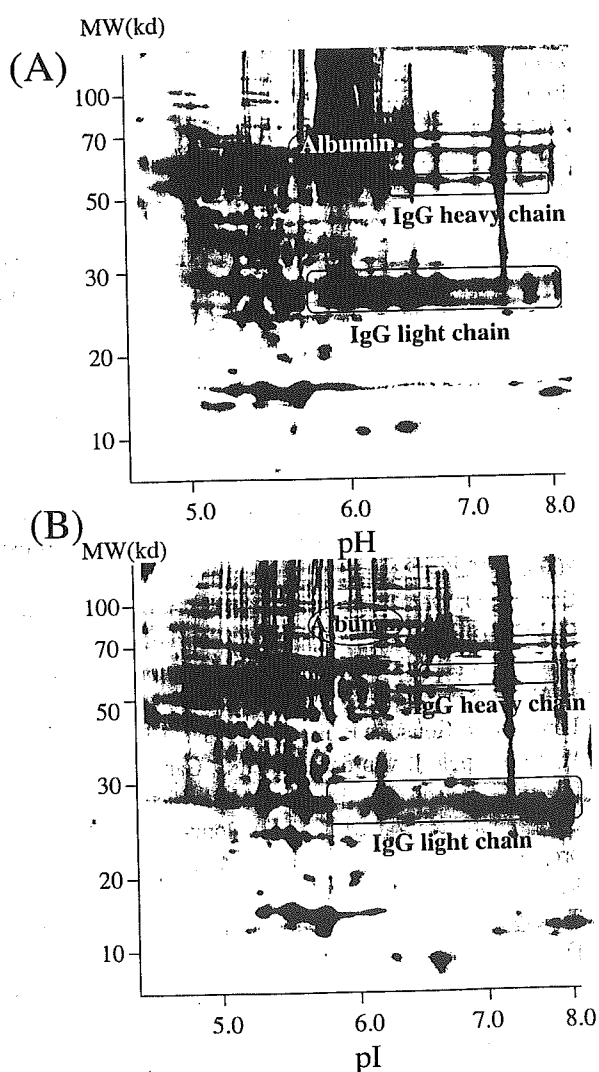 MW(kd)
(A)
100
70
Albumin
50
IgG heavy chain
30
IgG light chain
20
10
5.0 6.0 7.0 8.0
pH
(B)
MW(kd)
100
Albumin
70
50
IgG heavy chain
30
IgG light chain
20
10
5.0 6.0 7.0 8.0
pI